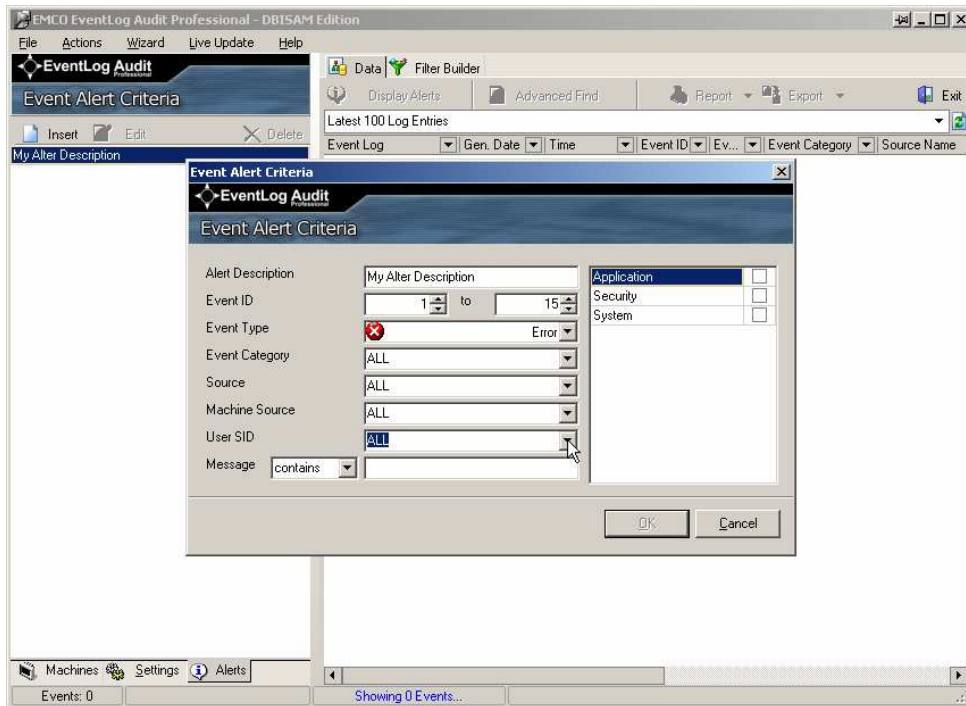 EMCO EventLog Audit Professional - DBISAM Edition
File Actions Wizard Live Update Help
EventLog Audit
Professional
Event Alert Criteria
Insert Edit Delete
My Alter Description
Data Filter Builder
Display Alerts Advanced Find Report Export Exit
Latest 100 Log Entries
Event Log Gen. Date Time Event ID Ev... Event Category Source Name
Event Alert Criteria
EventLog Audit
Professional
Event Alert Criteria
Alert Description My Alter Description
Event ID 1 to 15
Event Type Error
Event Category ALL
Source ALL
Machine Source ALL
User SID ALL
Message contains
Application
Security
System
OK Cancel
Machines Settings Alerts
Events: 0 Showing 0 Events...